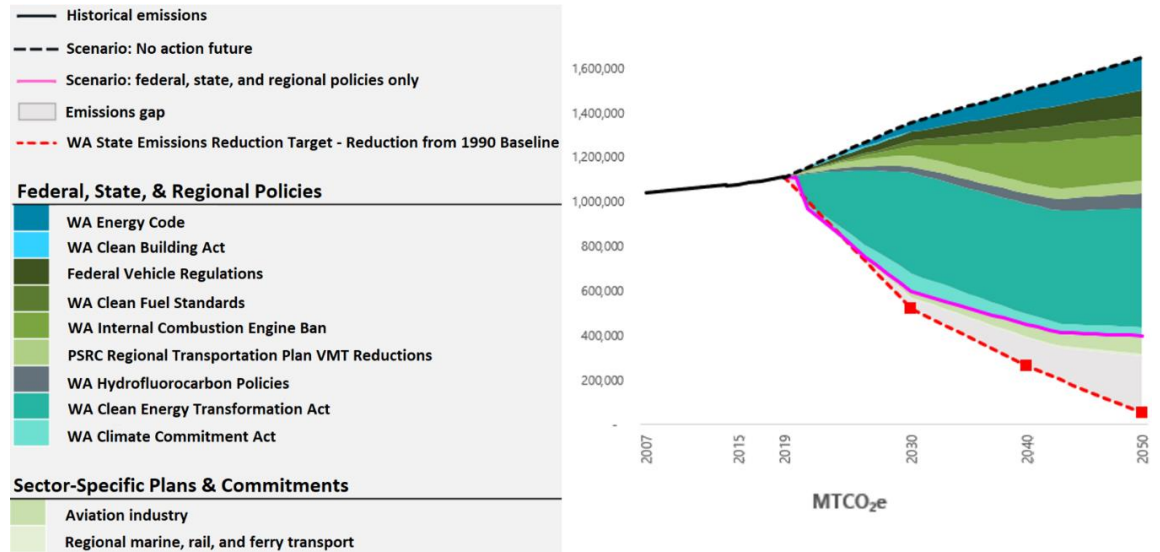 Historical emissions
Scenario: No action future
Scenario: federal, state, and regional policies only
Emissions gap
WA State Emissions Reduction Target - Reduction from 1990 Baseline
Federal, State, & Regional Policies
WA Energy Code
WA Clean Building Act
Federal Vehicle Regulations
WA Clean Fuel Standards
WA Internal Combustion Engine Ban
PSRC Regional Transportation Plan VMT Reductions
WA Hydrofluorocarbon Policies
WA Clean Energy Transformation Act
WA Climate Commitment Act
Sector-Specific Plans & Commitments
Aviation industry
Regional marine, rail, and ferry transport
1,600,000
1,400,000
1,200,000
1,000,000
800,000
600,000
400,000
200,000
-
2007
2015
2019
2030
2040
2050
MTCO₂e